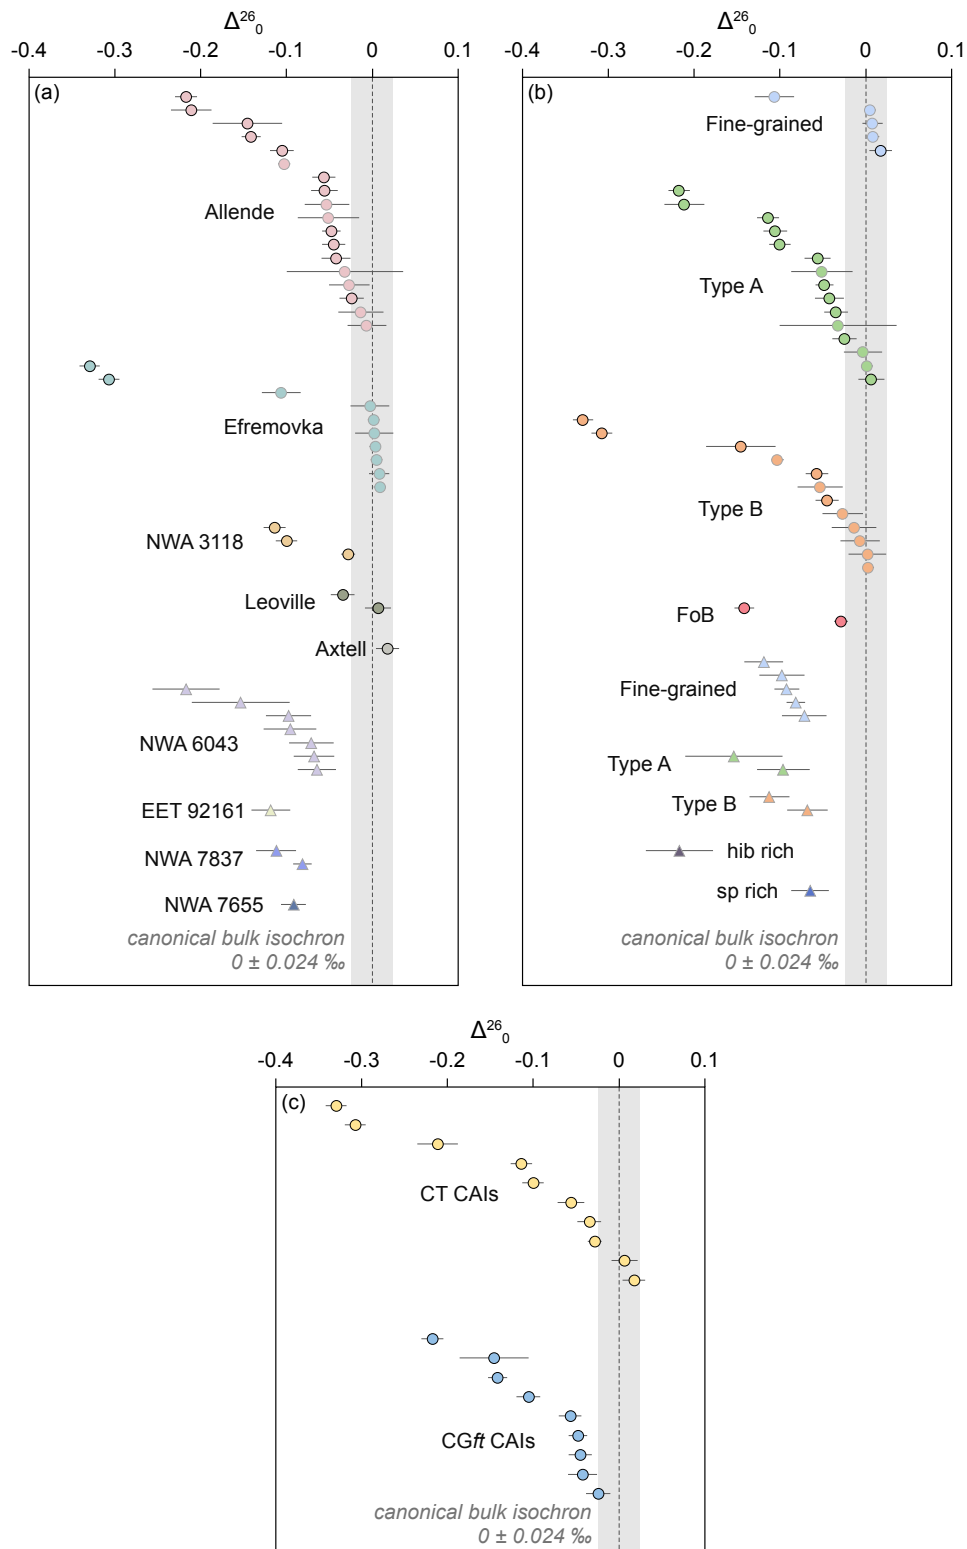 Δ²⁶₀
-0.4 -0.3 -0.2 -0.1 0 0.1
(a)
Allende
Efremovka
NWA 3118
Leoville
Axtell
NWA 6043
EET 92161
NWA 7837
NWA 7655
canonical bulk isochron
0 ± 0.024 ‰
Δ²⁶₀
-0.4 -0.3 -0.2 -0.1 0 0.1
(b)
Fine-grained
Type A
Type B
FoB
Fine-grained
Type A
Type B
hib rich
sp rich
canonical bulk isochron
0 ± 0.024 ‰
Δ²⁶₀
-0.4 -0.3 -0.2 -0.1 0 0.1
(c)
CT CAIs
CGft CAIs
canonical bulk isochron
0 ± 0.024 ‰